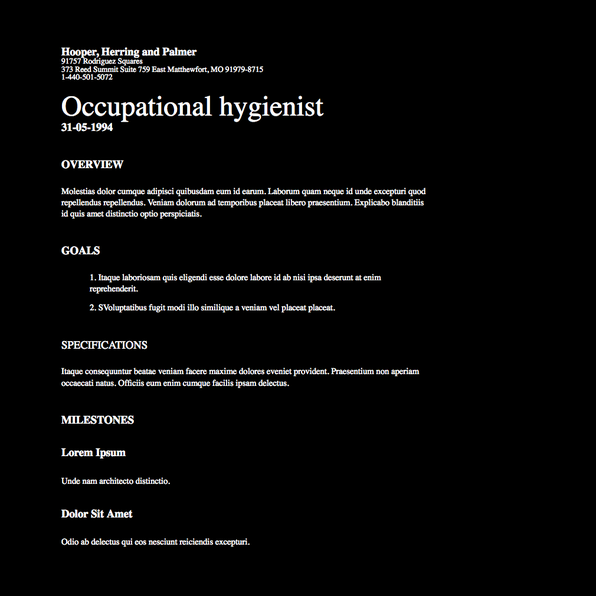 Hooper, Herring and Palmer
91757 Rodriguez Squares
373 Reed Summit Suite 759 East Matthewfort, MO 91979-8715
1-440-501-5072
Occupational hygienist
31-05-1994
OVERVIEW
Molestias dolor cumque adipisci quibusdam eum id earum. Laborum quam neque id unde excepturi quod
repellendus repellendus. Veniam dolorum ad temporibus placeat libero praesentium. Explicabo blanditiis
id quis amet distinctio optio perspiciatis.
GOALS
1. Itaque laboriosam quis eligendi esse dolore labore id ab nisi ipsa deserunt at enim
reprehenderit.
2. SVoluptatibus fugit modi illo similique a veniam vel placeat placeat.
SPECIFICATIONS
Itaque consequuntur beatae veniam facere maxime dolores eveniet provident. Praesentium non aperiam
occaecati natus. Officiis eum enim cumque facilis ipsam delectus.
MILESTONES
Lorem Ipsum
Unde nam architecto distinctio.
Dolor Sit Amet
Odio ab delectus qui eos nesciunt reiciendis excepturi.